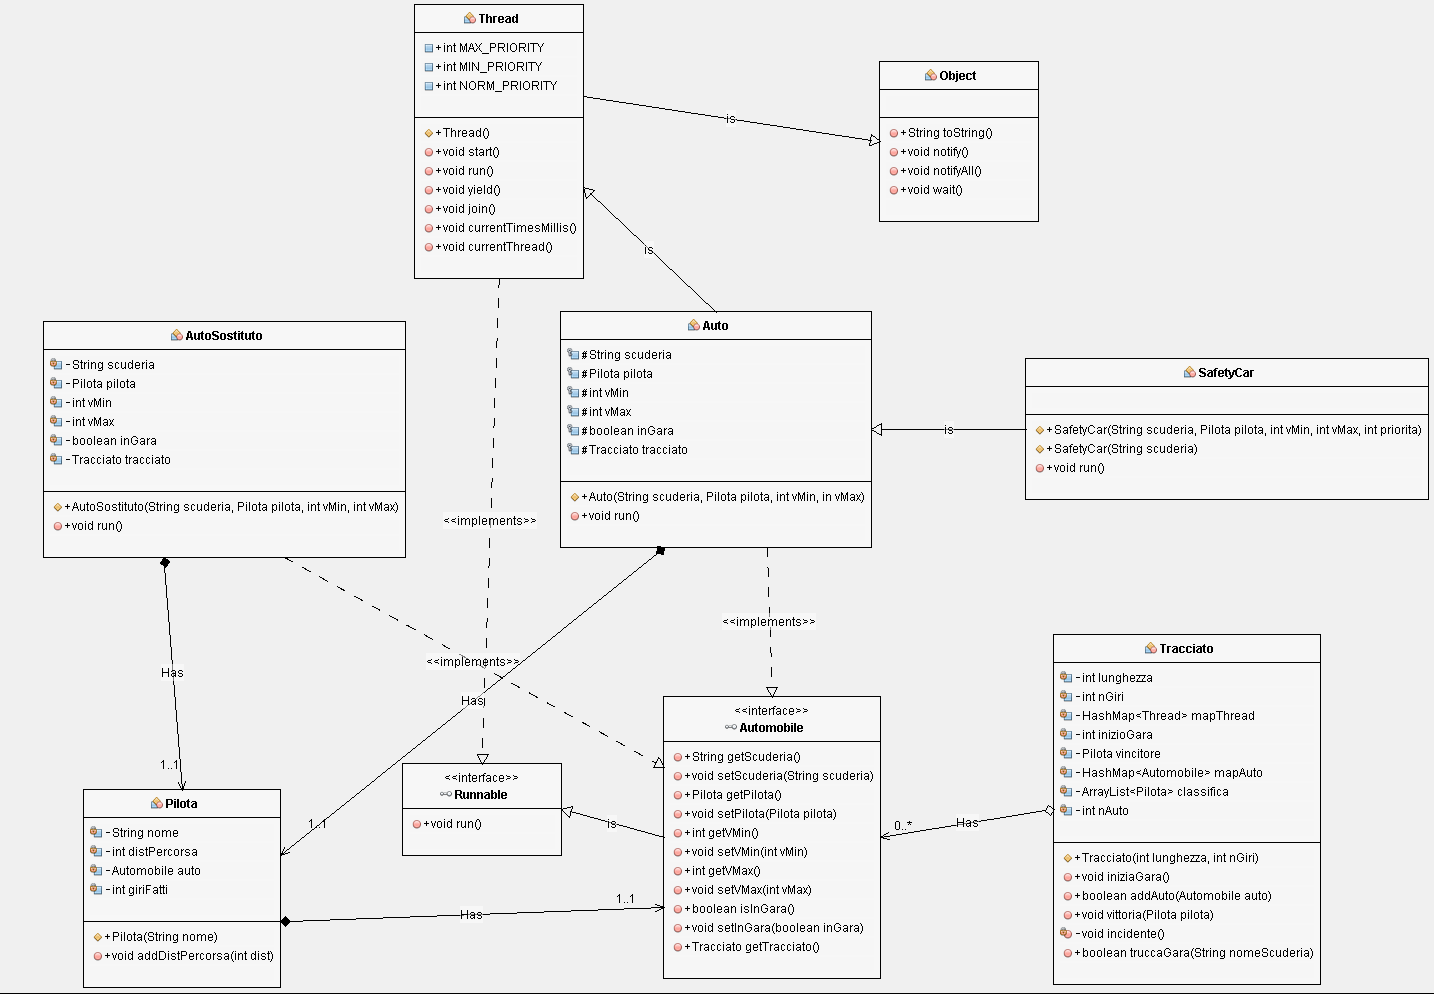 Thread
+int MAX_PRIORITY
+int MIN_PRIORITY
+int NORM_PRIORITY
+Thread()
+void start()
+void run()
+void yield()
+void join()
+void currentTimesMillis()
+void currentThread()
is
Object
+String toString()
+void notify()
+void notifyAll()
+void wait()
is
AutoSostituto
-String scuderia
-Pilota pilota
-int vMin
-int vMax
-boolean inGara
-Tracciato tracciato
+AutoSostituto(String scuderia, Pilota pilota, int vMin, int vMax)
+void run()
<<implements>>
Auto
#String scuderia
#Pilota pilota
#int vMin
#int vMax
#boolean inGara
#Tracciato tracciato
+Auto(String scuderia, Pilota pilota, int vMin, in vMax)
+void run()
is
SafetyCar
+SafetyCar(String scuderia, Pilota pilota, int vMin, int vMax, int priorita)
+SafetyCar(String scuderia)
+void run()
<<implements>>
<<implements>>
Has
Has
1..1
1..1
Pilota
-String nome
-int distPercorsa
-Automobile auto
-int giriFatti
+Pilota(String nome)
+void addDistPercorsa(int dist)
<<interface>>
Runnable
+void run()
is
Has
1..1
<<interface>>
Automobile
+String getScuderia()
+void setScuderia(String scuderia)
+Pilota getPilota()
+void setPilota(Pilota pilota)
+int getVMin()
+void setVMin(int vMin)
+int getVMax()
+void setVMax(int vMax)
+boolean isInGara()
+void setInGara(boolean inGara)
+Tracciato getTracciato()
0..*
Has
Tracciato
-int lunghezza
-int nGiri
-HashMap<Thread> mapThread
-int inizioGara
-Pilota vincitore
-HashMap<Automobile> mapAuto
-ArrayList<Pilota> classifica
-int nAuto
+Tracciato(int lunghezza, int nGiri)
+void iniziaGara()
+boolean addAuto(Automobile auto)
+void vittoria(Pilota pilota)
-void incidente()
+boolean truccaGara(String nomeScuderia)